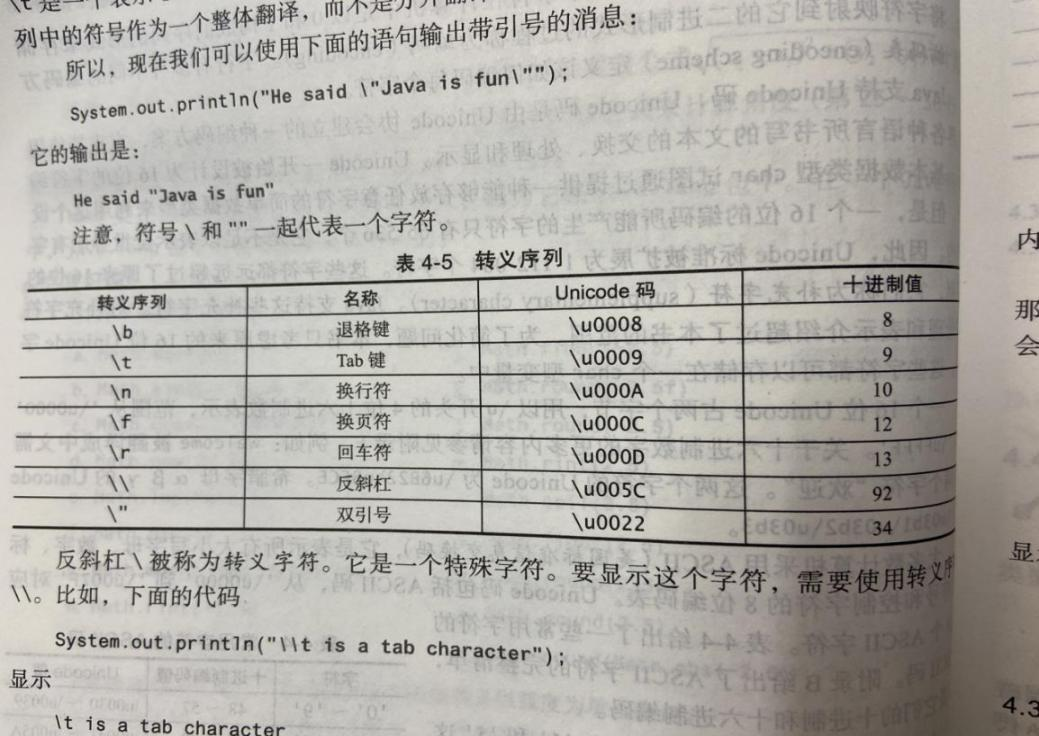 列中的符号作为一个整体翻译，而不是分开翻
所以，现在我们可以使用下面的语句输出带引号的消息：
System.out.println("He said \"Java is fun\"");
它的输出是：
He said "Java is fun"
注意，符号 \ 和 "" 一起代表一个字符。
表 4-5 转义序列
转义序列 名称 Unicode 码 十进制值
\b 退格键 \u0008 8
\t Tab 键 \u0009 9
\n 换行符 \u000A 10
\f 换页符 \u000C 12
\r 回车符 \u000D 13
\\ 反斜杠 \u005C 92
\" 双引号 \u0022 34
反斜杠 \ 被称为转义字符。它是一个特殊字符。要显示这个字符，需要使用转义序
\\。比如，下面的代码
System.out.println("\\t is a tab character");
显示
\t is a tab character
内
那
会
显
4.3